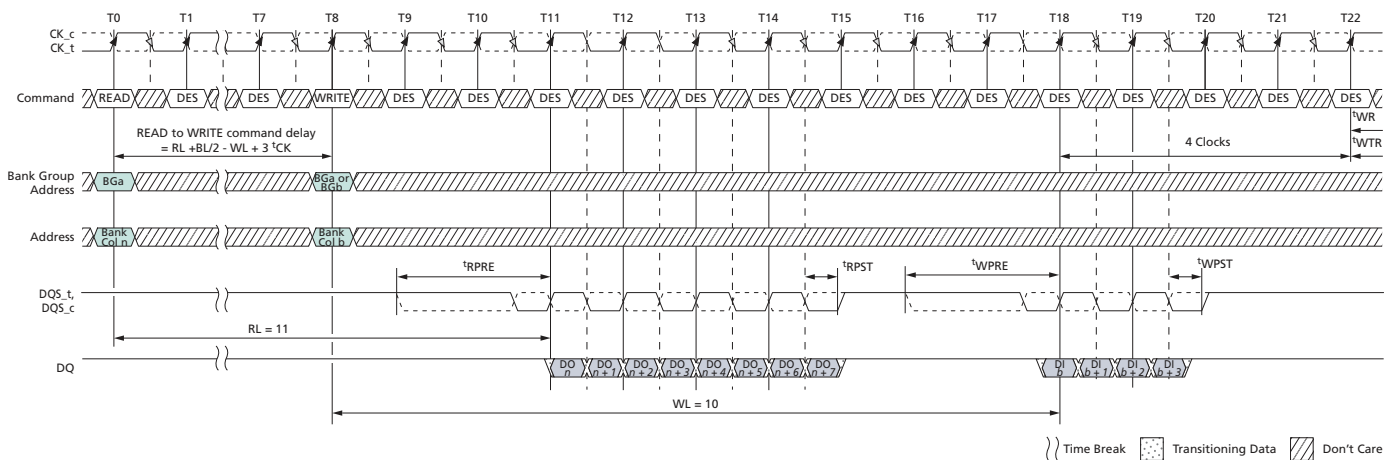 T0 T1 T7 T8 T9 T10 T11 T12 T13 T14 T15 T16 T17 T18 T19 T20 T21 T22
CK_c
CK_t
Command READ DES DES WRITE DES DES DES DES DES DES DES DES DES DES DES DES DES DES
tWR
READ to WRITE command delay
= RL +BL/2 - WL + 3 tCK
4 Clocks
tWTR
Bank Group
Address
BGa
BGa or
BGb
Address
Bank
Col n
Bank
Col b
tRPRE tRPST tWPRE tWPST
DQS_t,
DQS_c
RL = 11
DQ
DO
n
DO
n + 1
DO
n + 2
DO
n + 3
DO
n + 4
DO
n + 5
DO
n + 6
DO
n + 7
DI
b
DI
b + 1
DI
b + 2
DI
b + 3
WL = 10
Time Break Transitioning Data Don't Care